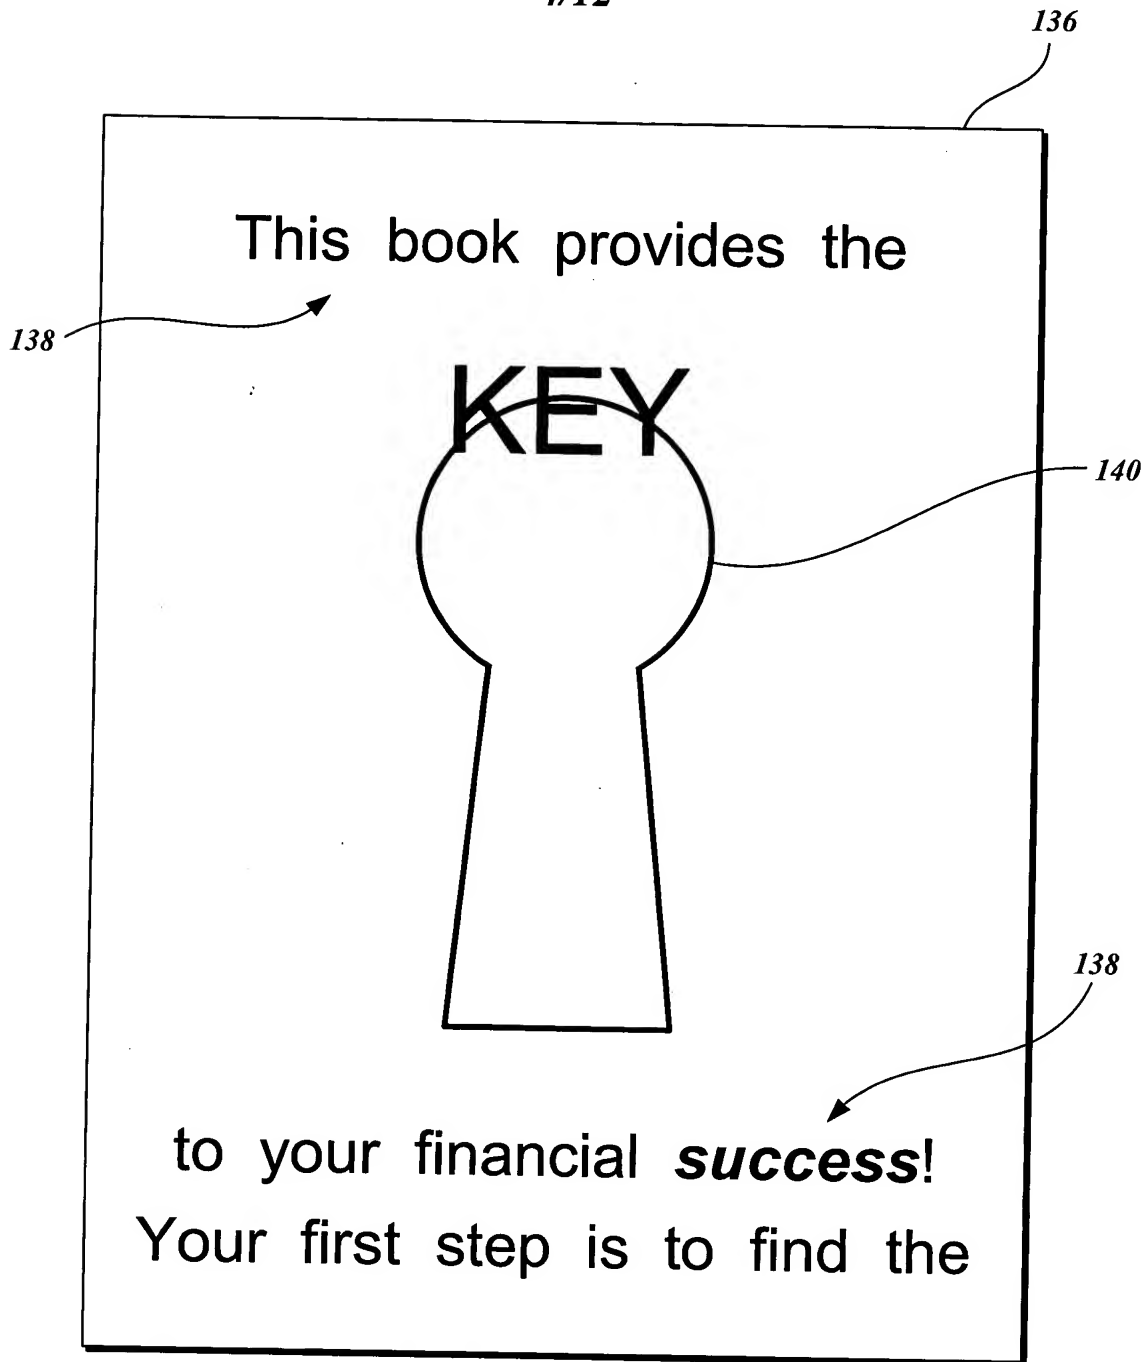 136
This book provides the
138
KEY
140
138
to your financial success!
Your first step is to find the